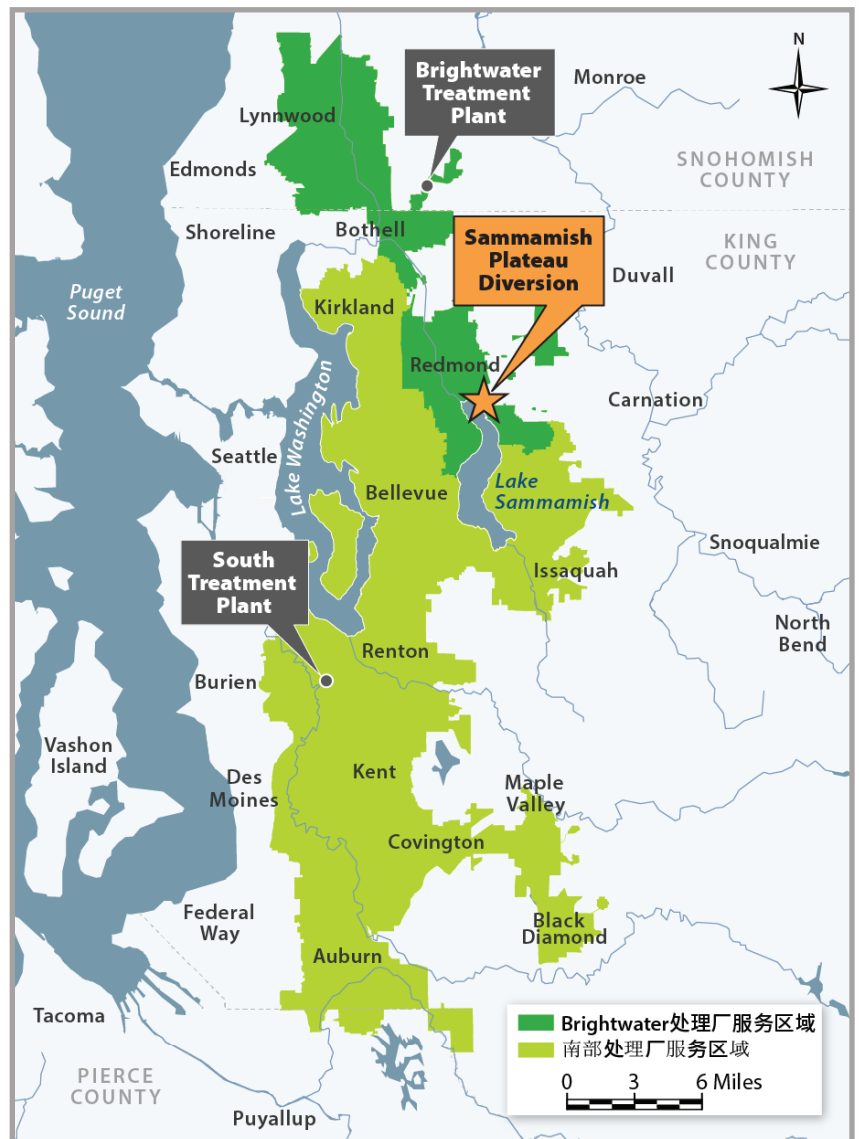 N
Brightwater
Treatment
Plant
Monroe
Lynnwood
SNOHOMISH
COUNTY
Edmonds
Shoreline
Bothell
Sammamish
Plateau
Diversion
KING
COUNTY
Duvall
Puget
Sound
Kirkland
Redmond
Carnation
Lake Washington
Seattle
Bellevue
Lake
Sammamish
South
Treatment
Plant
Snoqualmie
Issaquah
North
Bend
Renton
Burien
Vashon
Island
Des
Moines
Kent
Maple
Valley
Covington
Federal
Way
Black
Diamond
Auburn
Tacoma
Brightwater处理厂服务区域
南部处理厂服务区域
0 3 6 Miles
PIERCE
COUNTY
Puyallup